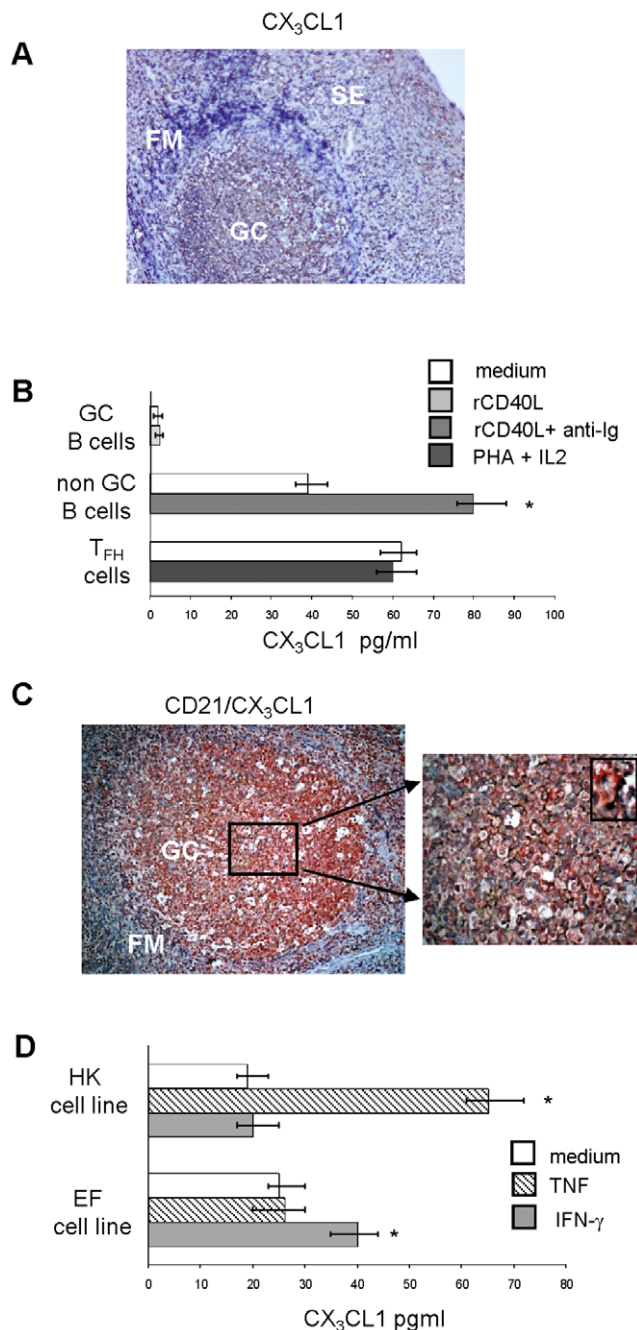 CX₃CL1
A
SE
FM
GC
B
medium
rCD40L
rCD40L+ anti-Ig
PHA + IL2
GC
B cells
non GC
B cells
*
T_FH
cells
0 10 20 30 40 50 60 70 80 90 100
CX₃CL1 pg/ml
C
CD21/CX₃CL1
GC
FM
D
HK
cell line
*
EF
cell line
*
medium
TNF
IFN-γ
0 10 20 30 40 50 60 70 80
CX₃CL1 pgml